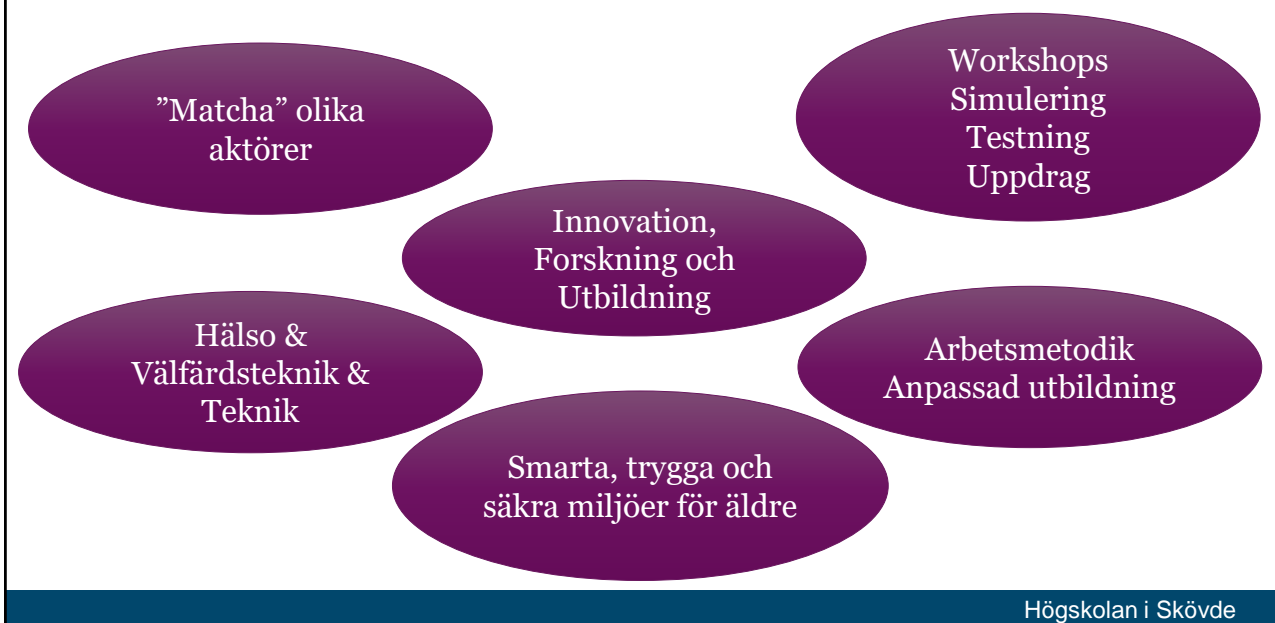 ”Matcha” olika
aktörer
Workshops
Simulering
Testning
Uppdrag
Innovation,
Forskning och
Utbildning
Hälso &
Välfärdsteknik &
Teknik
Arbetsmetodik
Anpassad utbildning
Smarta, trygga och
säkra miljöer för äldre
Högskolan i Skövde